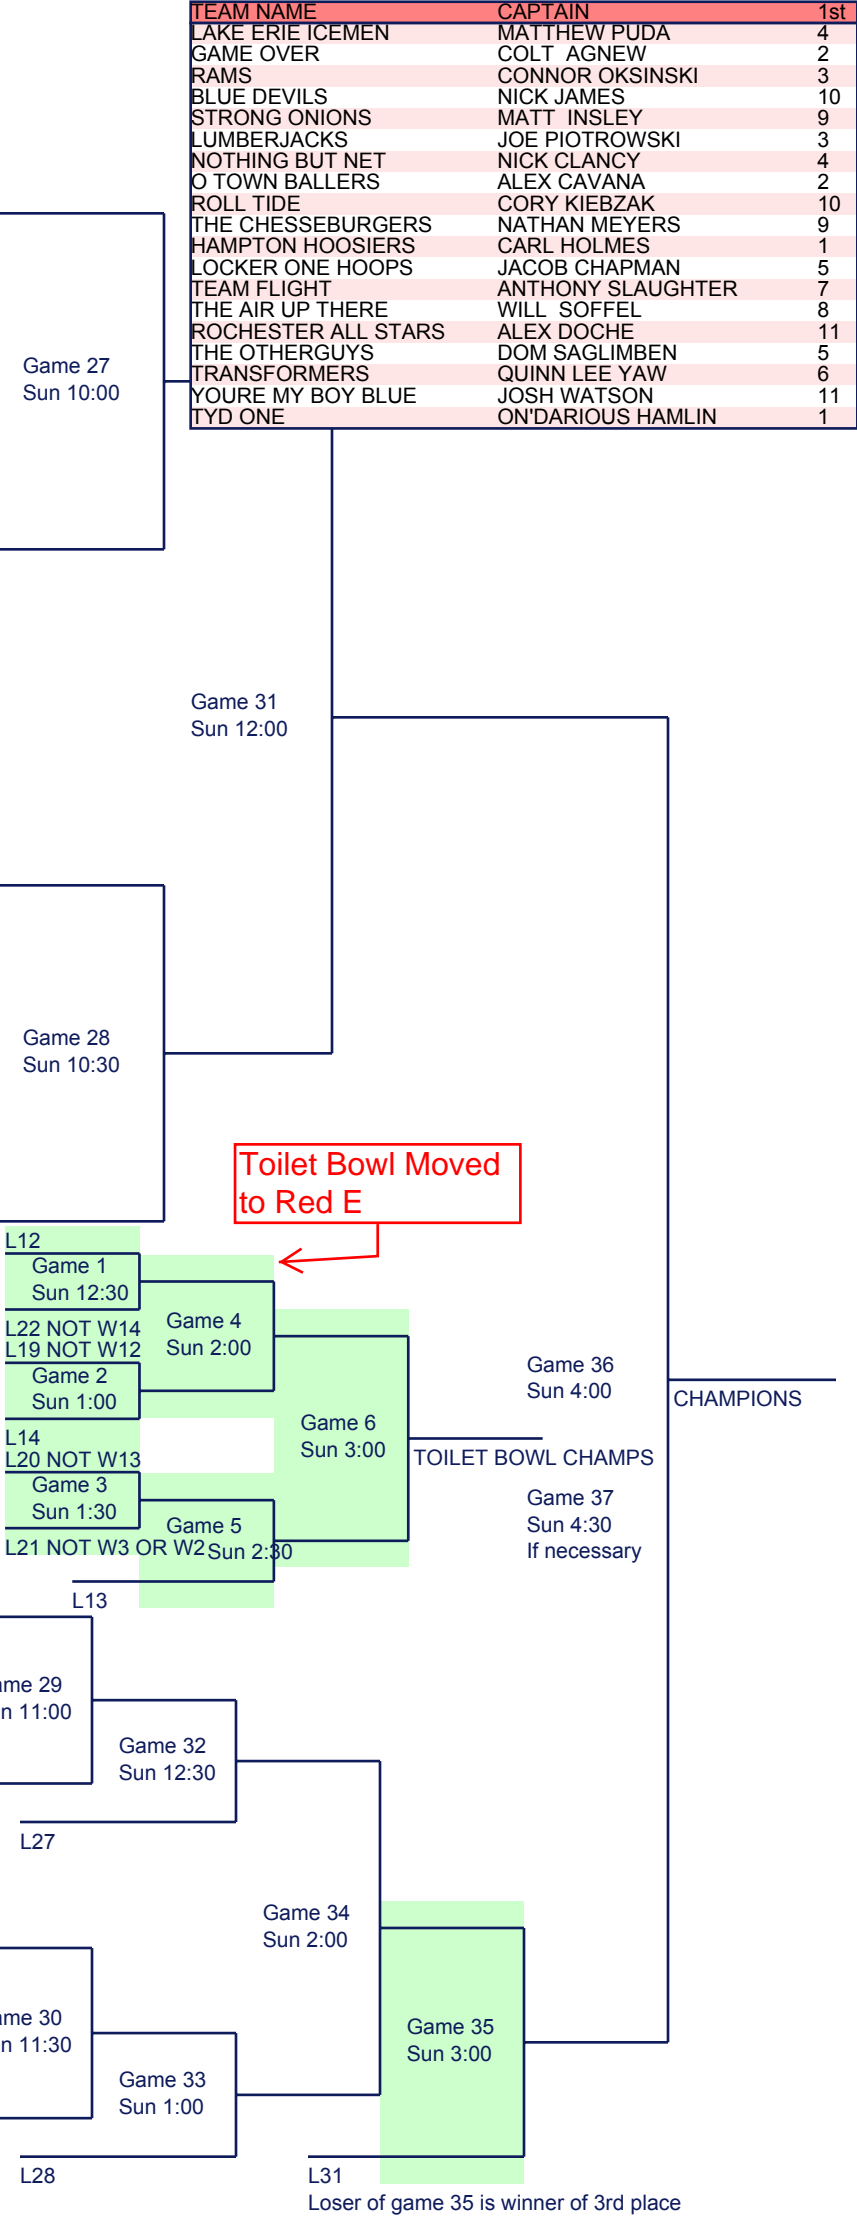 TEAM NAME CAPTAIN 1st
LAKE ERIE ICEMEN MATTHEW PUDA 4
GAME OVER COLT AGNEW 2
RAMS CONNOR OKSINSKI 3
BLUE DEVILS NICK JAMES 10
STRONG ONIONS MATT INSLEY 9
LUMBERJACKS JOE PIOTROWSKI 3
NOTHING BUT NET NICK CLANCY 4
O TOWN BALLERS ALEX CAVANA 2
ROLL TIDE CORY KIEBZAK 10
THE CHESSEBURGERS NATHAN MEYERS 9
HAMPTON HOOSIERS CARL HOLMES 1
LOCKER ONE HOOPS JACOB CHAPMAN 5
TEAM FLIGHT ANTHONY SLAUGHTER 7
THE AIR UP THERE WILL SOFFEL 8
ROCHESTER ALL STARS ALEX DOCHE 11
THE OTHERGUYS DOM SAGLIMBEN 5
TRANSFORMERS QUINN LEE YAW 6
YOURE MY BOY BLUE JOSH WATSON 11
TYD ONE ON'DARIOUS HAMLIN 1
Game 27
Sun 10:00
Game 31
Sun 12:00
Game 28
Sun 10:30
Toilet Bowl Moved
to Red E
L12
Game 1
Sun 12:30
L22 NOT W14
L19 NOT W12
Game 4
Sun 2:00
Game 2
Sun 1:00
Game 36
Sun 4:00
CHAMPIONS
L14
L20 NOT W13
Game 6
Sun 3:00
TOILET BOWL CHAMPS
Game 3
Sun 1:30
Game 37
Sun 4:30
If necessary
L21 NOT W3 OR W2
Game 5
Sun 2:30
L13
ame 29
n 11:00
Game 32
Sun 12:30
L27
Game 34
Sun 2:00
ame 30
n 11:30
Game 35
Sun 3:00
Game 33
Sun 1:00
L28
L31
Loser of game 35 is winner of 3rd place